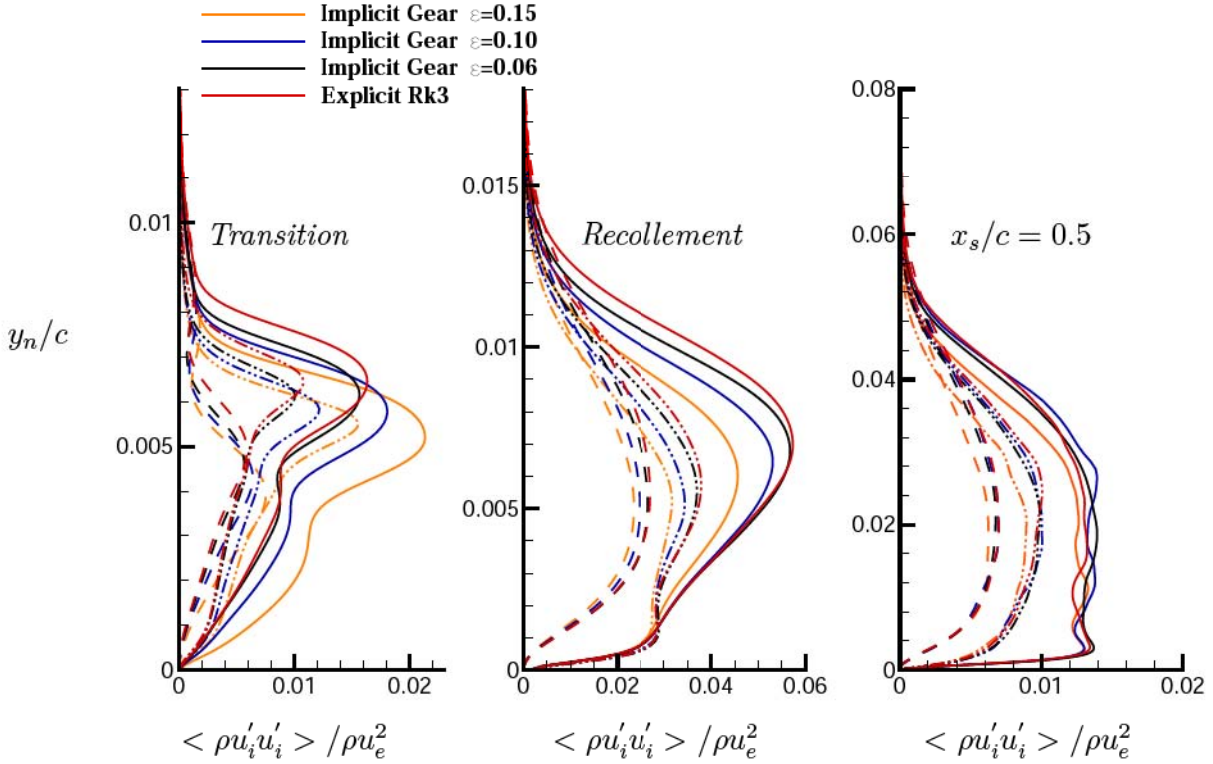 Implicit Gear ε=0.15
Implicit Gear ε=0.10
Implicit Gear ε=0.06
Explicit Rk3
0.01
0.005
0
0.015
0.010
0.005
0
0.08
0.06
0.04
0.02
0
Transition
Recollement
x_s/c = 0.5
y_n/c
0 0.01 0.02
0 0.02 0.04 0.06
0 0.01 0.02
< ρu'_i u'_i > /ρu_e^2
< ρu'_i u'_i > /ρu_e^2
< ρu'_i u'_i > /ρu_e^2